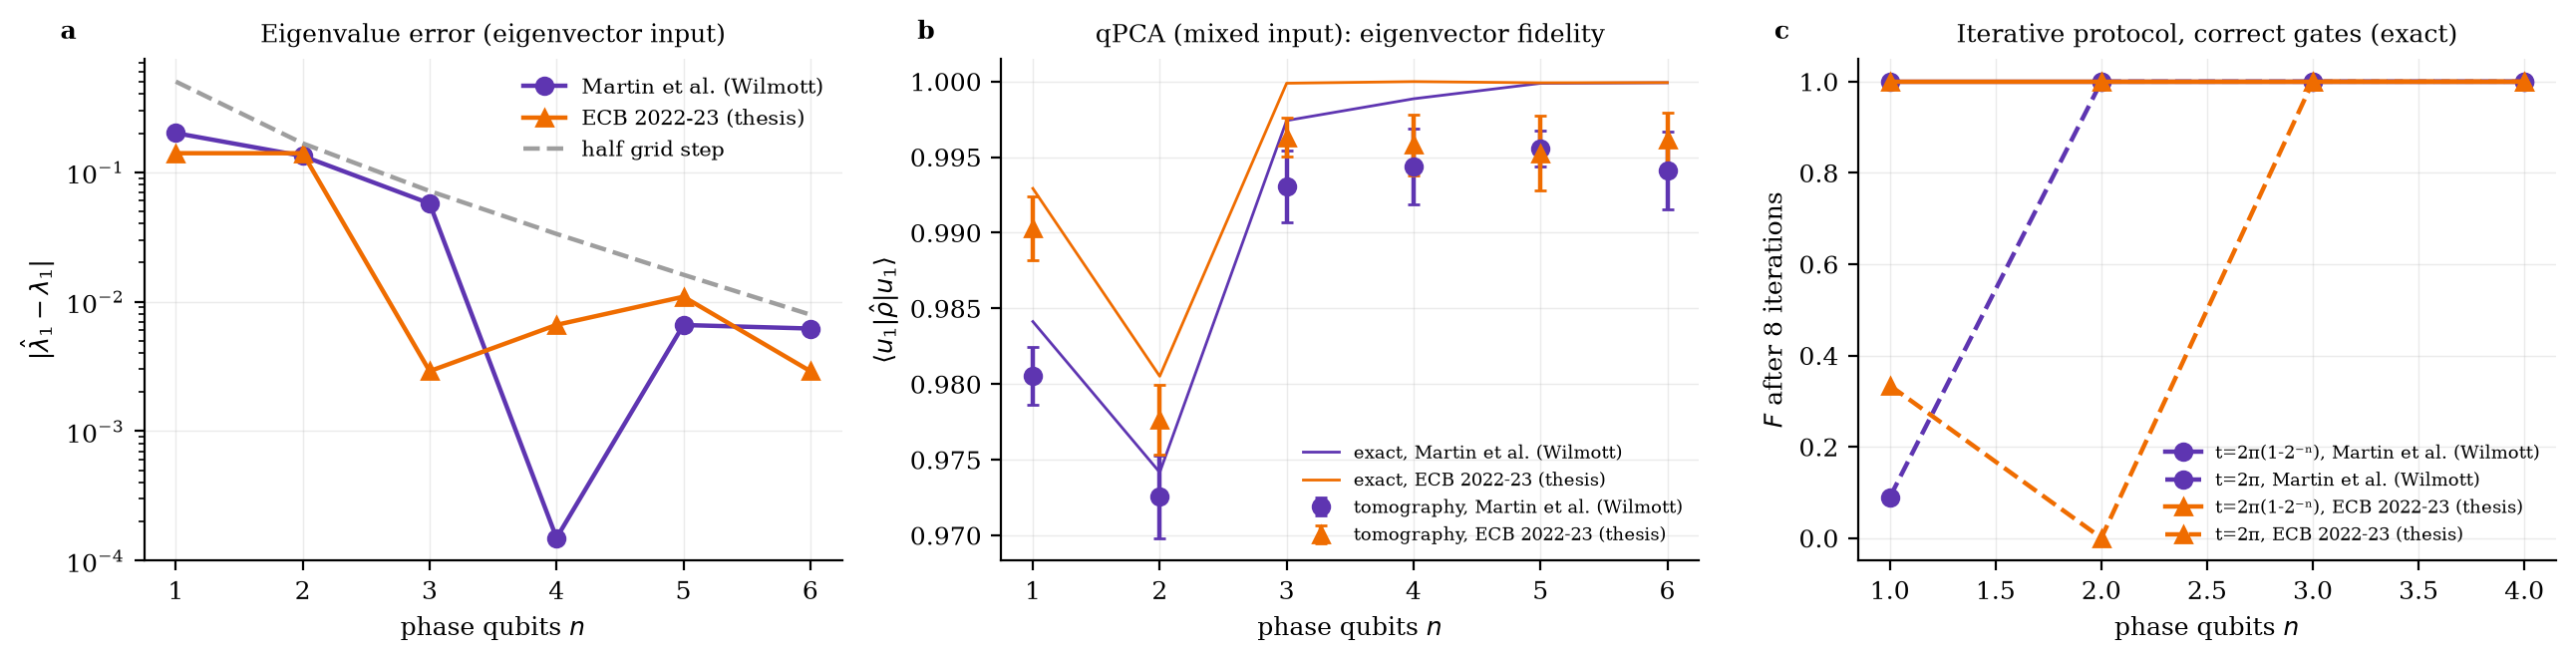 a
Eigenvalue error (eigenvector input)
10⁻¹
10⁻²
10⁻³
10⁻⁴
|λ̂₁ − λ₁|
Martin et al. (Wilmott)
ECB 2022-23 (thesis)
half grid step
1 2 3 4 5 6
phase qubits n
b
qPCA (mixed input): eigenvector fidelity
1.000
0.995
0.990
0.985
0.980
0.975
0.970
⟨u₁|ρ̂|u₁⟩
exact, Martin et al. (Wilmott)
exact, ECB 2022-23 (thesis)
tomography, Martin et al. (Wilmott)
tomography, ECB 2022-23 (thesis)
1 2 3 4 5 6
phase qubits n
c
Iterative protocol, correct gates (exact)
1.0
0.8
0.6
0.4
0.2
0.0
F after 8 iterations
t=2π(1-2⁻ⁿ), Martin et al. (Wilmott)
t=2π, Martin et al. (Wilmott)
t=2π(1-2⁻ⁿ), ECB 2022-23 (thesis)
t=2π, ECB 2022-23 (thesis)
1.0 1.5 2.0 2.5 3.0 3.5 4.0
phase qubits n